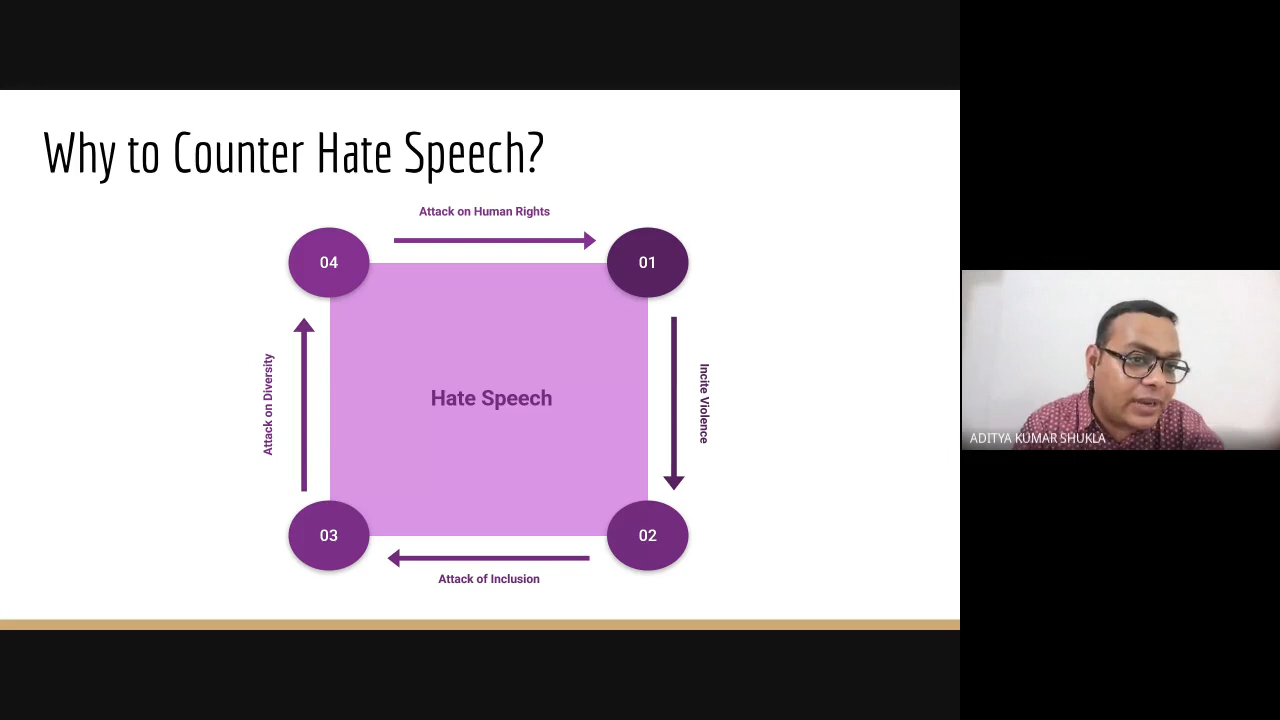 Why to Counter Hate Speech?
Attack on Human Rights
04
01
Attack on Diversity
Hate Speech
Incite Violence
03
02
Attack of Inclusion
ADITYA KUMAR SHUKLA